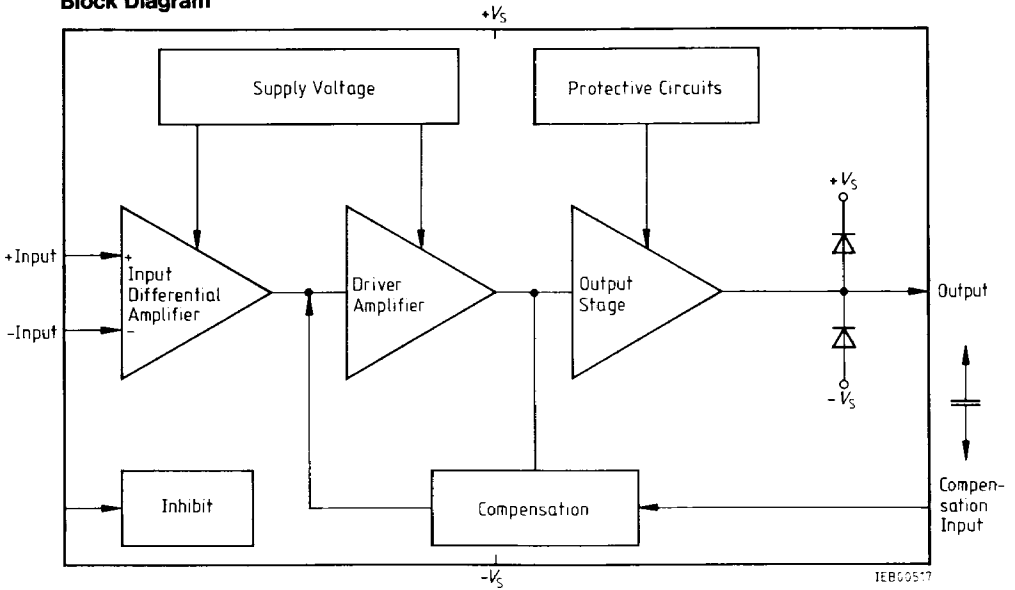 Block Diagram
+VS
Supply Voltage
Protective Circuits
+VS
+Input
+
Input
Differential
Amplifier
-
-Input
Driver
Amplifier
Output
Stage
Output
-VS
Inhibit
Compensation
Compen-
sation
Input
-VS
IEB00517